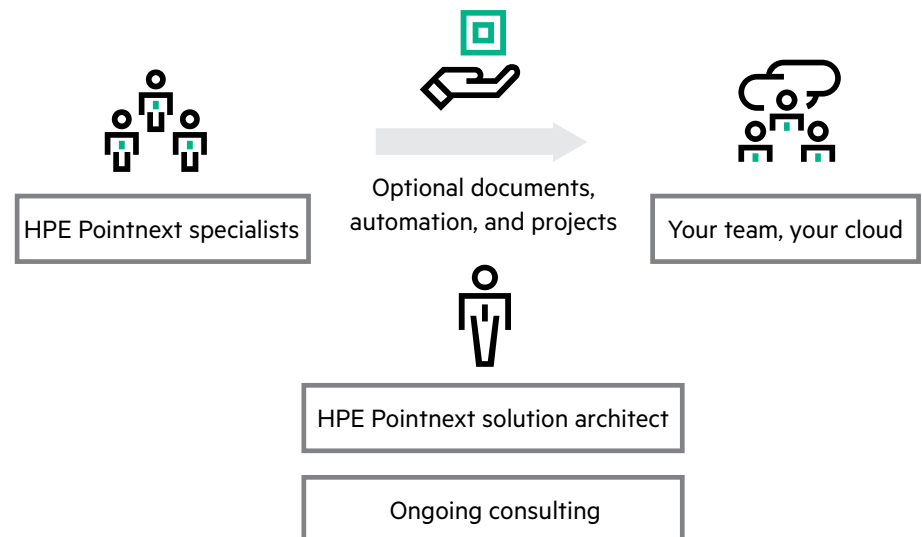 HPE Pointnext specialists
Optional documents,
automation, and projects
Your team, your cloud
HPE Pointnext solution architect
Ongoing consulting